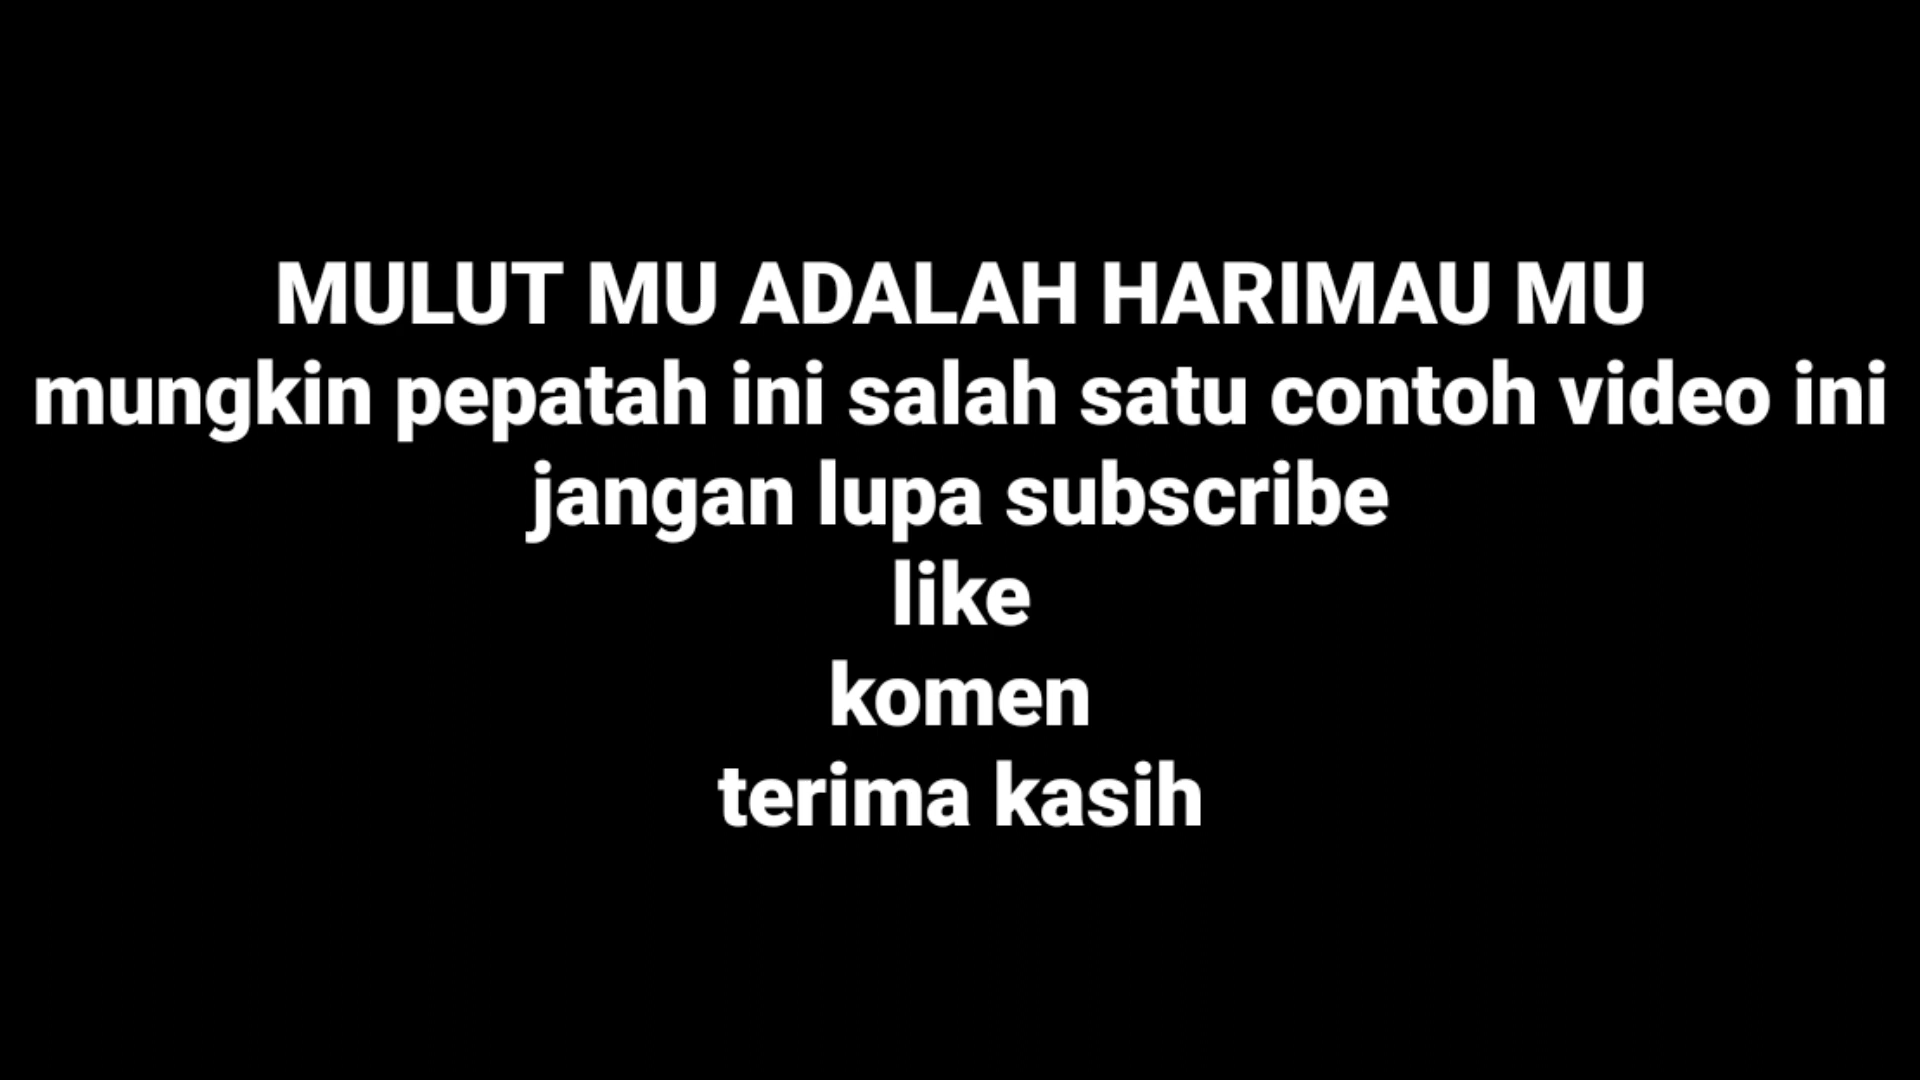 MULUT MU ADALAH HARIMAU MU
mungkin pepatah ini salah satu contoh video ini
jangan lupa subscribe
like
komen
terima kasih